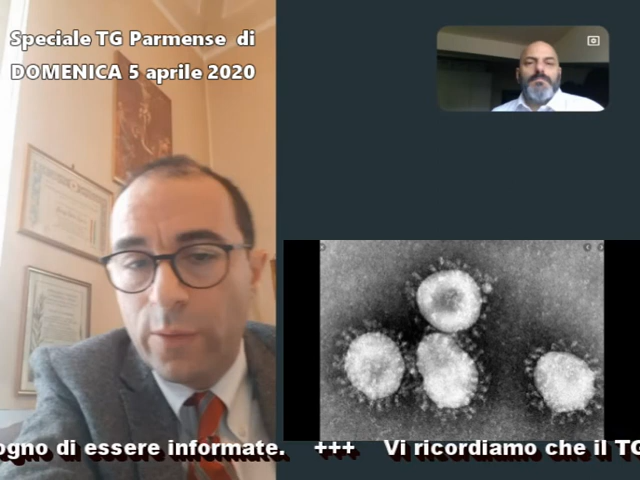 Speciale TG Parmense di
DOMENICA 5 aprile 2020
ogno di essere informate. +++ Vi ricordiamo che il TG